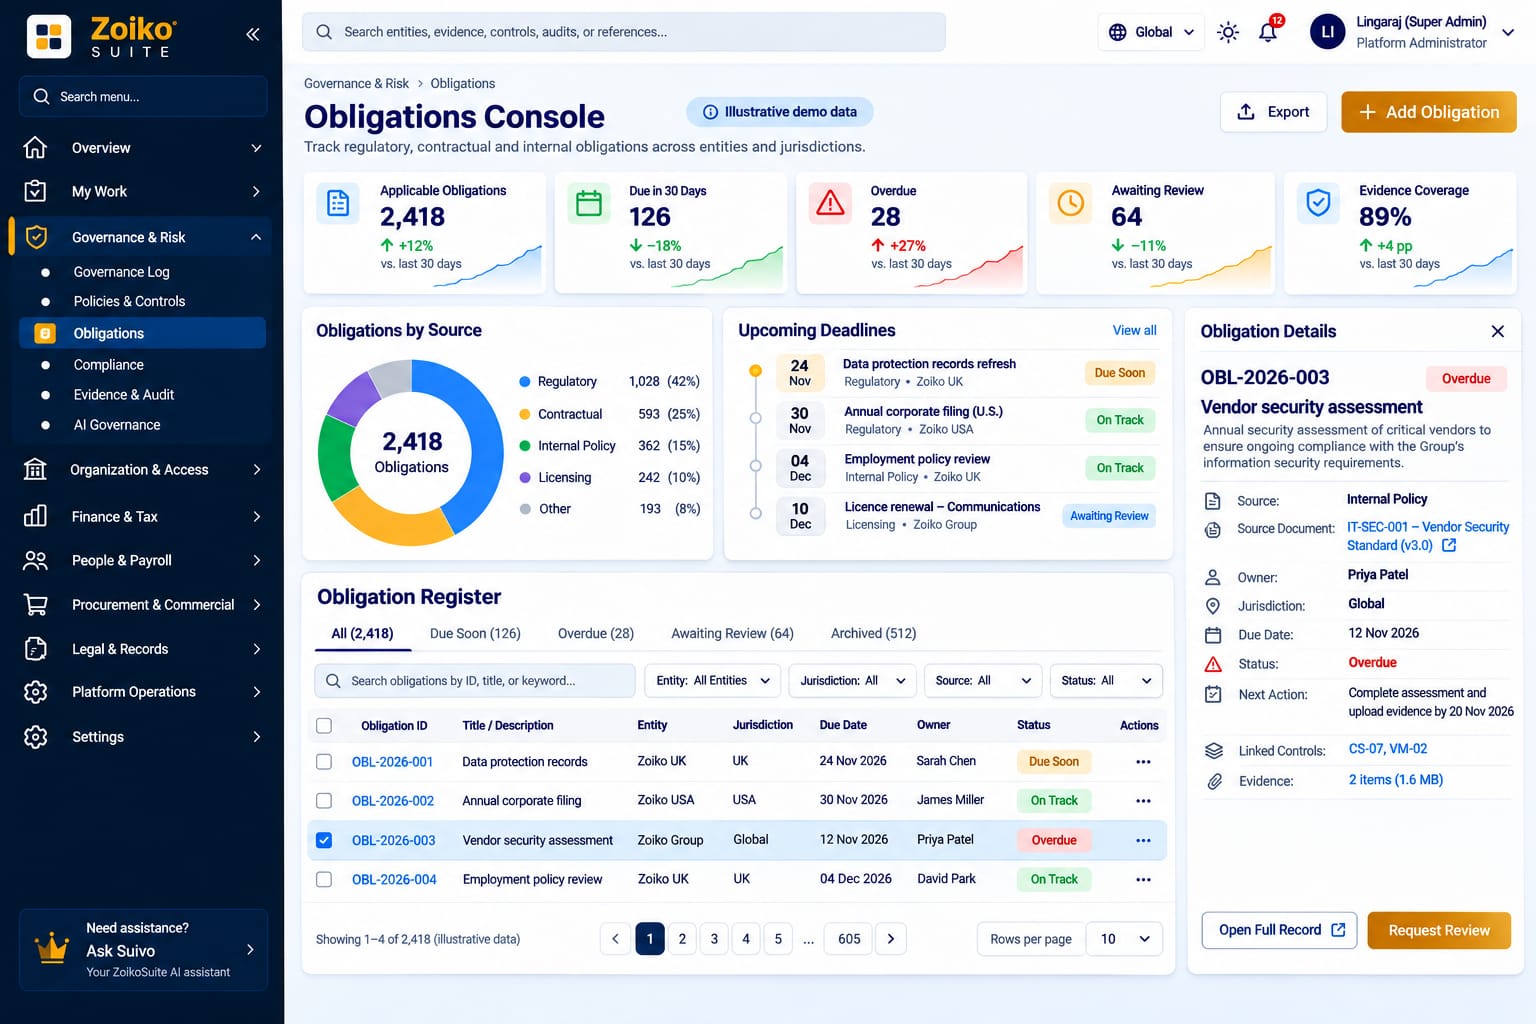 Zoiko
SUITE
Search menu...
Overview
My Work
Governance & Risk
Governance Log
Policies & Controls
Obligations
Compliance
Evidence & Audit
AI Governance
Organization & Access
Finance & Tax
People & Payroll
Procurement & Commercial
Legal & Records
Platform Operations
Settings
Need assistance?
Ask Suivo
Your ZoikoSuite AI assistant
Search entities, evidence, controls, audits, or references...
Global
12
LI
Lingaraj (Super Admin)
Platform Administrator
Governance & Risk > Obligations
Obligations Console
Illustrative demo data
Track regulatory, contractual and internal obligations across entities and jurisdictions.
Export
+ Add Obligation
Applicable Obligations
2,418
↑ +12%
vs. last 30 days
Due in 30 Days
126
↓ −18%
vs. last 30 days
Overdue
28
↑ +27%
vs. last 30 days
Awaiting Review
64
↓ −11%
vs. last 30 days
Evidence Coverage
89%
↑ +4 pp
vs. last 30 days
Obligations by Source
2,418
Obligations
Regulatory 1,028 (42%)
Contractual 593 (25%)
Internal Policy 362 (15%)
Licensing 242 (10%)
Other 193 (8%)
Upcoming Deadlines View all
24 Nov
Data protection records refresh
Regulatory • Zoiko UK
Due Soon
30 Nov
Annual corporate filing (U.S.)
Regulatory • Zoiko USA
On Track
04 Dec
Employment policy review
Internal Policy • Zoiko UK
On Track
10 Dec
Licence renewal – Communications
Licensing • Zoiko Group
Awaiting Review
Obligation Register
All (2,418) Due Soon (126) Overdue (28) Awaiting Review (64) Archived (512)
Search obligations by ID, title, or keyword...
Entity: All Entities
Jurisdiction: All
Source: All
Status: All
Obligation ID Title / Description Entity Jurisdiction Due Date Owner Status Actions
OBL-2026-001 Data protection records Zoiko UK UK 24 Nov 2026 Sarah Chen Due Soon •••
OBL-2026-002 Annual corporate filing Zoiko USA USA 30 Nov 2026 James Miller On Track •••
OBL-2026-003 Vendor security assessment Zoiko Group Global 12 Nov 2026 Priya Patel Overdue •••
OBL-2026-004 Employment policy review Zoiko UK UK 04 Dec 2026 David Park On Track •••
Showing 1–4 of 2,418 (illustrative data)
1 2 3 4 5 ... 605
Rows per page 10
Obligation Details
OBL-2026-003
Overdue
Vendor security assessment
Annual security assessment of critical vendors to
ensure ongoing compliance with the Group's
information security requirements.
Source: Internal Policy
Source Document: IT-SEC-001 – Vendor Security
Standard (v3.0)
Owner: Priya Patel
Jurisdiction: Global
Due Date: 12 Nov 2026
Status: Overdue
Next Action: Complete assessment and
upload evidence by 20 Nov 2026
Linked Controls: CS-07, VM-02
Evidence: 2 items (1.6 MB)
Open Full Record
Request Review